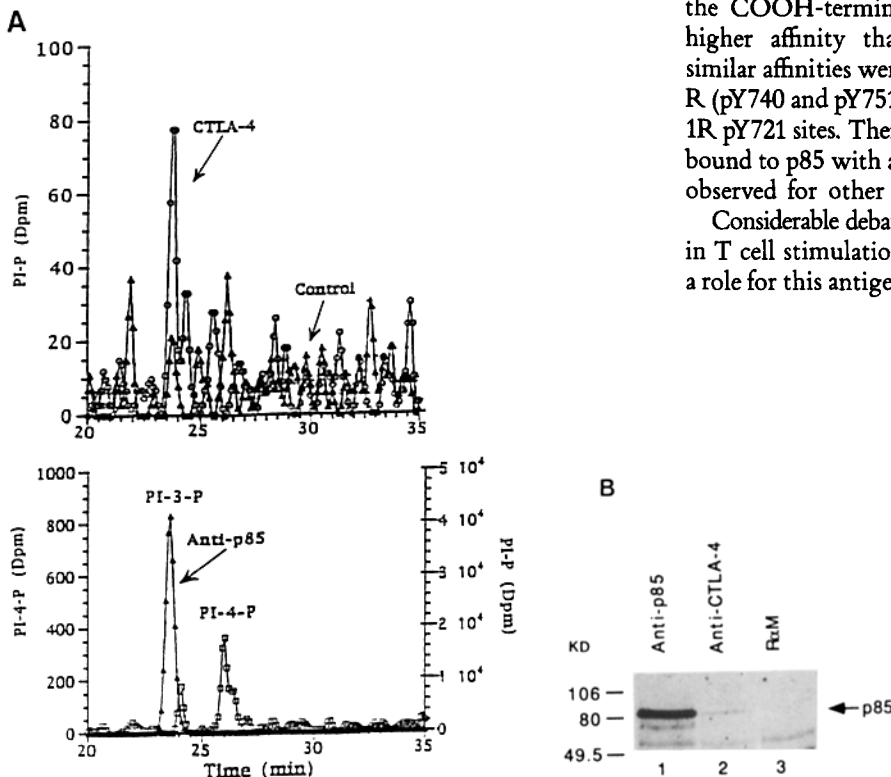 A
100
80
60
40
20
0
PI-P (Dpm)
CTLA-4
Control
20
25
30
35
1000
800
600
400
200
0
PI-4-P (Dpm)
PI-3-P
Anti-p85
PI-4-P
5 10⁴
4 10⁴
3 10⁴
2 10⁴
1 10⁴
0
PI-P (Dpm)
20
25
30
35
Time (min)
the COOH-termin
higher affinity tha
similar affinities wer
R (pY740 and pY751
1R pY721 sites. Ther
bound to p85 with a
observed for other
Considerable deba
in T cell stimulatio
a role for this antige
B
Anti-p85
Anti-CTLA-4
RαM
KD
106
80
49.5
p85
1
2
3